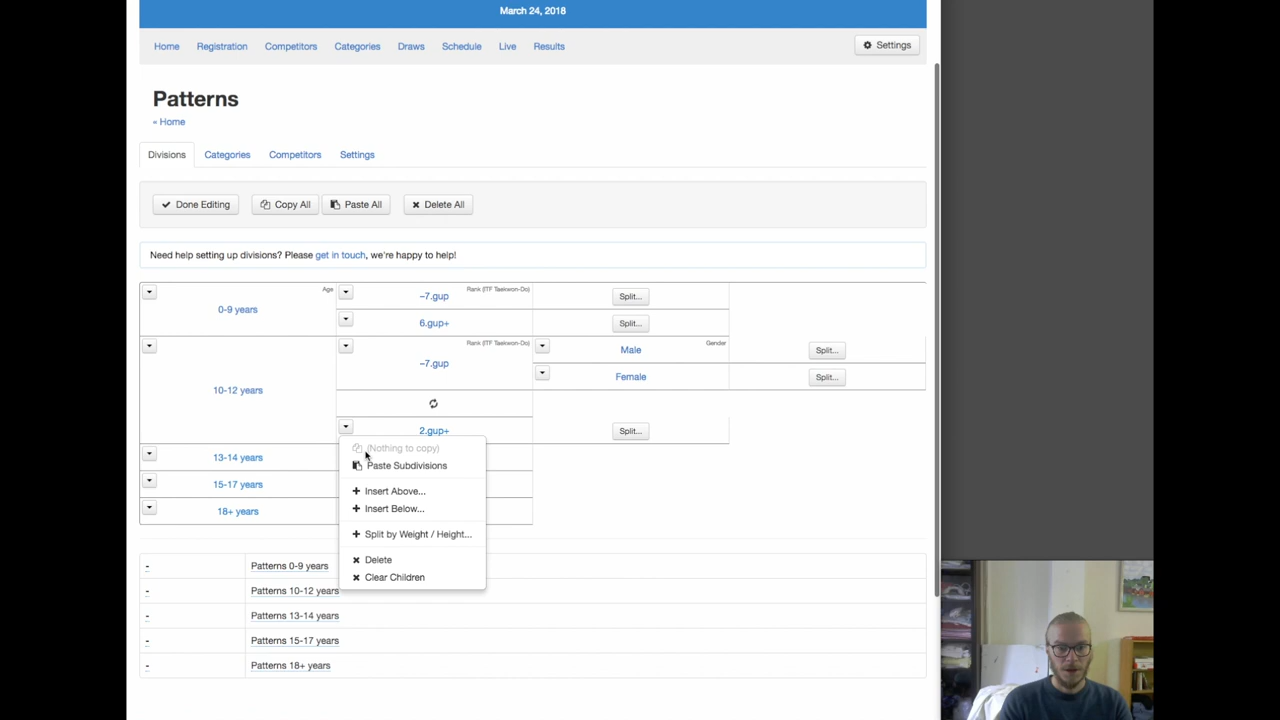 March 24, 2018
Home Registration Competitors Categories Draws Schedule Live Results Settings
Patterns
« Home
Divisions Categories Competitors Settings
Done Editing Copy All Paste All Delete All
Need help setting up divisions? Please get in touch, we're happy to help!
Age Rank (ITF Taekwon-Do)
0-9 years –7.gup Split...
6.gup+ Split...
Rank (ITF Taekwon-Do) Gender
10-12 years –7.gup Male Split...
Female Split...
2.gup+ Split...
13-14 years
15-17 years
18+ years
(Nothing to copy)
Paste Subdivisions
Insert Above...
Insert Below...
Split by Weight / Height...
Delete
Clear Children
- Patterns 0-9 years
- Patterns 10-12 years
- Patterns 13-14 years
- Patterns 15-17 years
- Patterns 18+ years